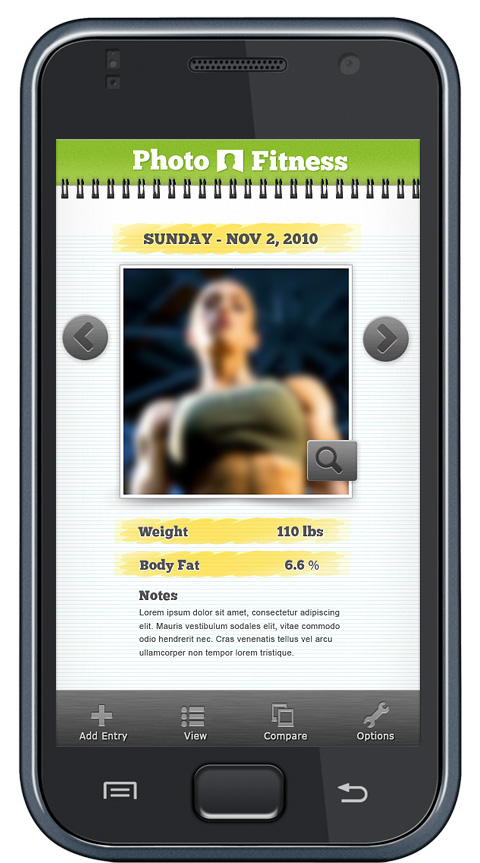 Photo Fitness
SUNDAY - NOV 2, 2010
Weight 110 lbs
Body Fat 6.6 %
Notes
Lorem ipsum dolor sit amet, consectetur adipiscing
elit. Mauris vestibulum sodales elit, vitae commodo
odio hendrerit nec. Cras venenatis tellus vel arcu
ullamcorper non tempor lorem tristique.
Add Entry View Compare Options